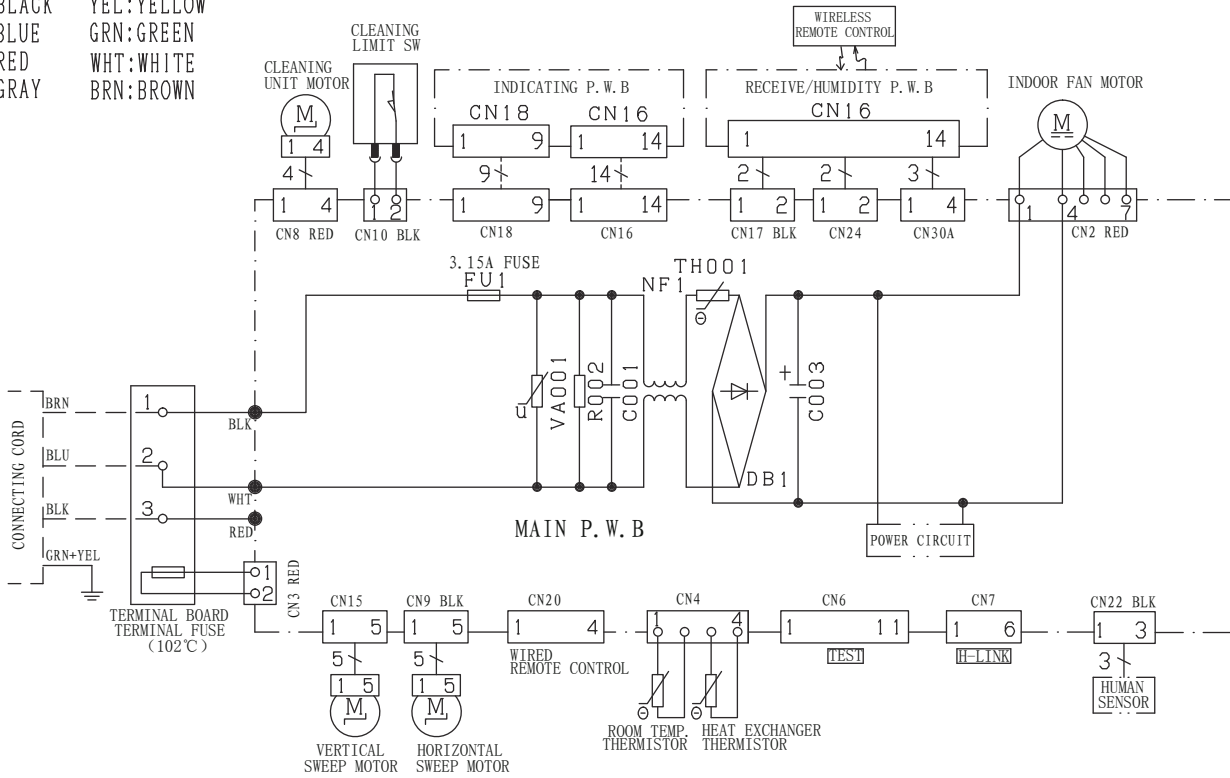 BLACK YEL:YELLOW
BLUE GRN:GREEN
RED WHT:WHITE
GRAY BRN:BROWN
CLEANING
UNIT MOTOR
M
1 4
4
1 4
CN8 RED
CLEANING
LIMIT SW
1 2
CN10 BLK
INDICATING P.W.B
CN18 CN16
1 9 1 14
9 14
1 9 1 14
CN18 CN16
WIRELESS
REMOTE CONTROL
RECEIVE/HUMIDITY P.W.B
CN16
1 14
2 2 3
1 2 1 2 1 4
CN17 BLK CN24 CN30A
INDOOR FAN MOTOR
M
1 4 7
CN2 RED
3.15A FUSE
FU1
NF1
TH001
θ
u
VA001
R002
C001
DB1
+
C003
MAIN P.W.B
POWER CIRCUIT
CONNECTING CORD
BRN
BLU
BLK
GRN+YEL
1
2
3
BLK
WHT
RED
1
2
CN3 RED
TERMINAL BOARD
TERMINAL FUSE
(102℃)
CN15
1 5
5
1 5
M
VERTICAL
SWEEP MOTOR
CN9 BLK
1 5
5
1 5
M
HORIZONTAL
SWEEP MOTOR
CN20
1 4
WIRED
REMOTE CONTROL
CN4
1 4
θ θ
ROOM TEMP.
THERMISTOR
HEAT EXCHANGER
THERMISTOR
CN6
1 11
TEST
CN7
1 6
H-LINK
CN22 BLK
1 3
3
HUMAN
SENSOR